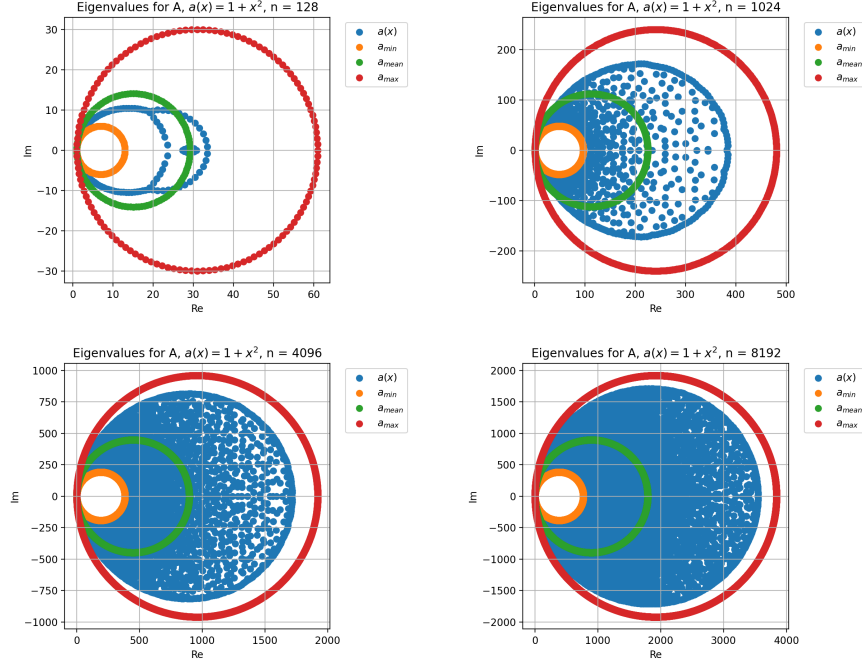 Eigenvalues for A, a(x) = 1 + x², n = 128
30
20
10
0
−10
−20
−30
Im
0 10 20 30 40 50 60
Re
a(x)
a_min
a_mean
a_max
Eigenvalues for A, a(x) = 1 + x², n = 1024
200
100
0
−100
−200
Im
0 100 200 300 400 500
Re
a(x)
a_min
a_mean
a_max
Eigenvalues for A, a(x) = 1 + x², n = 4096
1000
750
500
250
0
−250
−500
−750
−1000
Im
0 500 1000 1500 2000
Re
a(x)
a_min
a_mean
a_max
Eigenvalues for A, a(x) = 1 + x², n = 8192
2000
1500
1000
500
0
−500
−1000
−1500
−2000
Im
0 1000 2000 3000 4000
Re
a(x)
a_min
a_mean
a_max